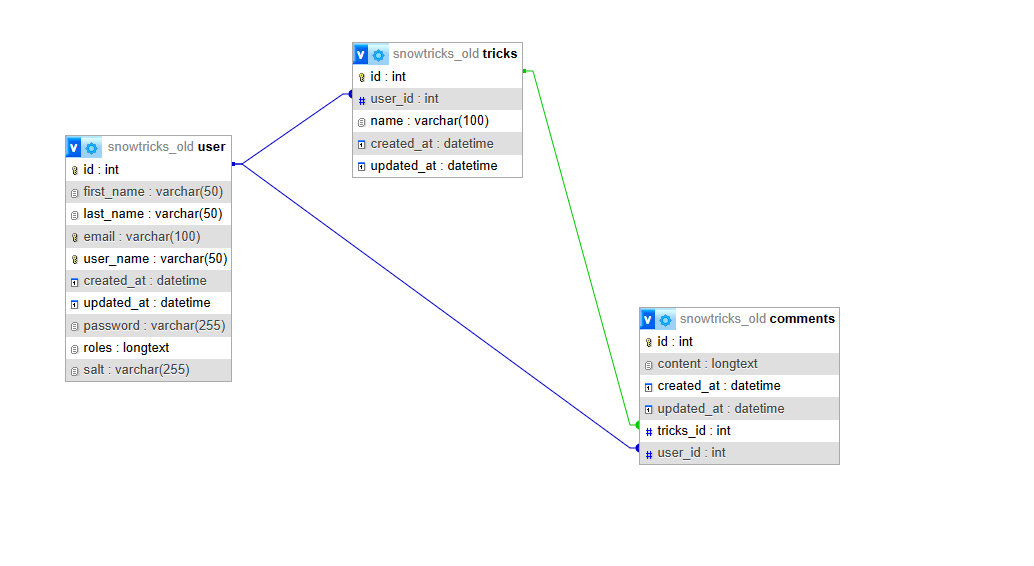 v snowtricks_old tricks
id : int
user_id : int
name : varchar(100)
created_at : datetime
updated_at : datetime
v snowtricks_old user
id : int
first_name : varchar(50)
last_name : varchar(50)
email : varchar(100)
user_name : varchar(50)
created_at : datetime
updated_at : datetime
password : varchar(255)
roles : longtext
salt : varchar(255)
v snowtricks_old comments
id : int
content : longtext
created_at : datetime
updated_at : datetime
# tricks_id : int
# user_id : int